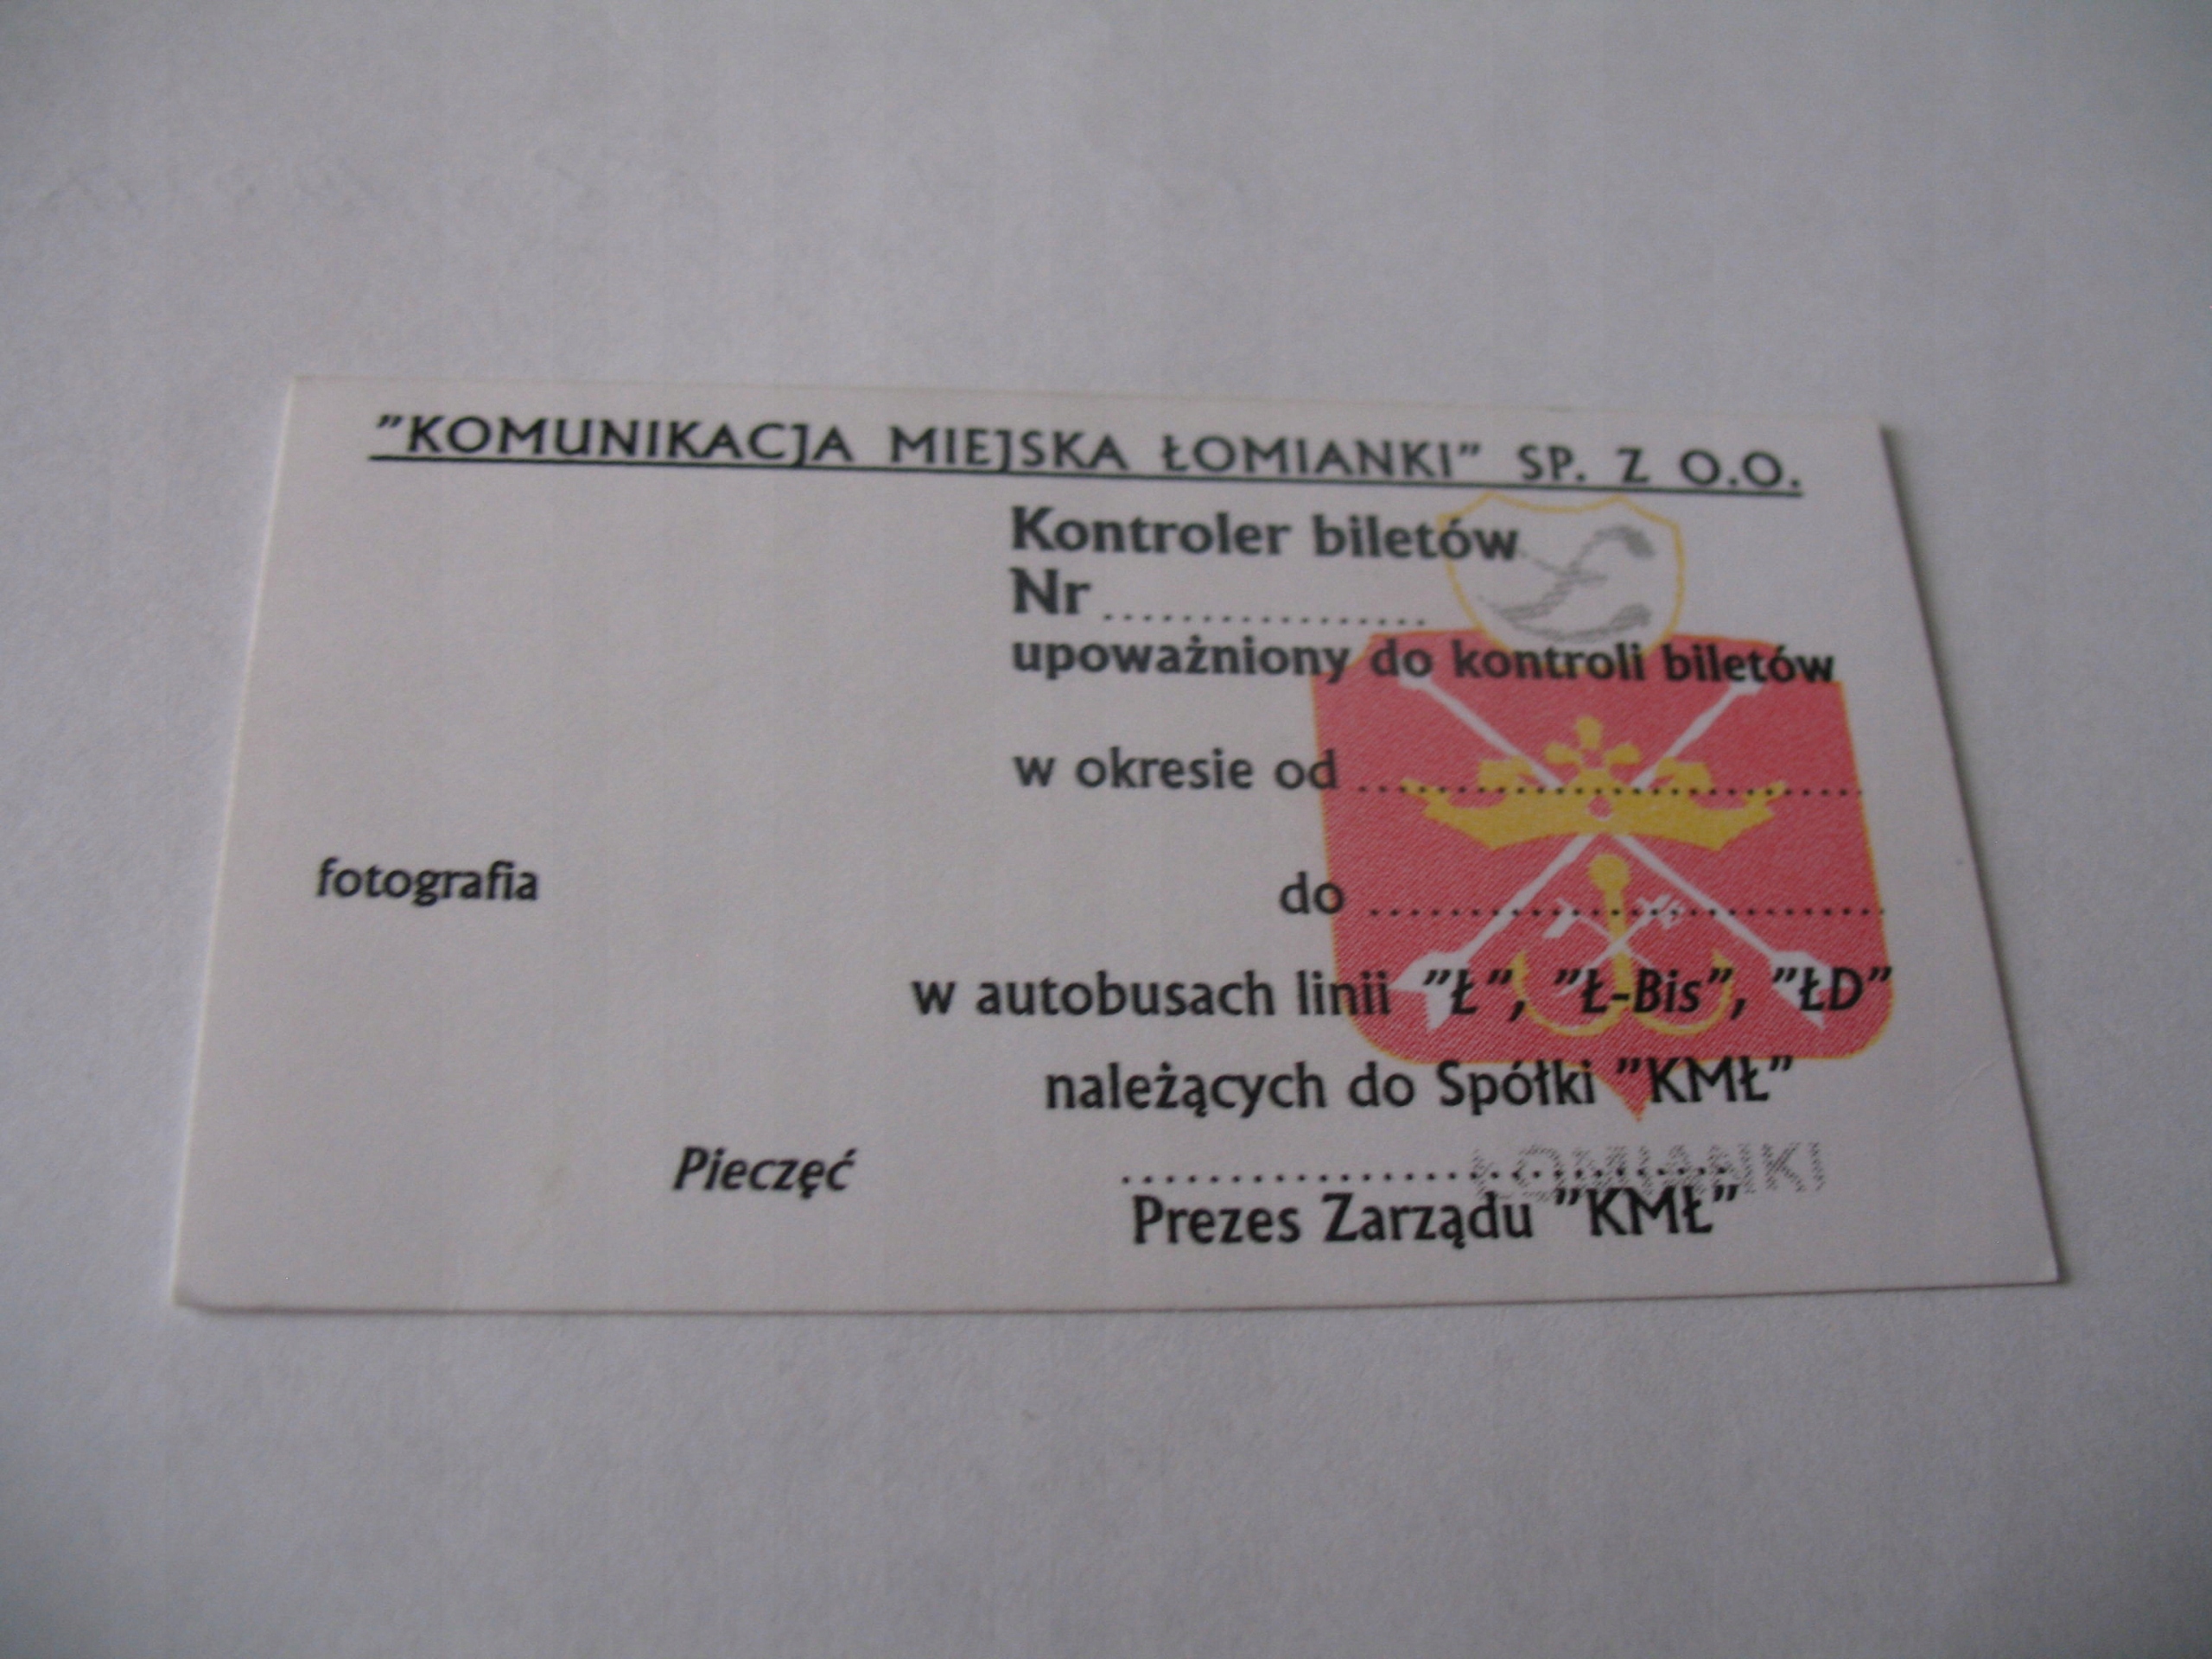 "KOMUNIKACJA MIEJSKA ŁOMIANKI" SP. Z O.O.
Kontroler biletów
Nr .................
upoważniony do kontroli biletów
w okresie od ............................
fotografia
do ............................
w autobusach linii "Ł", "Ł-Bis", "ŁD"
należących do Spółki "KMŁ"
Pieczęć ..................................
ŁOMIANKI
Prezes Zarządu "KMŁ"